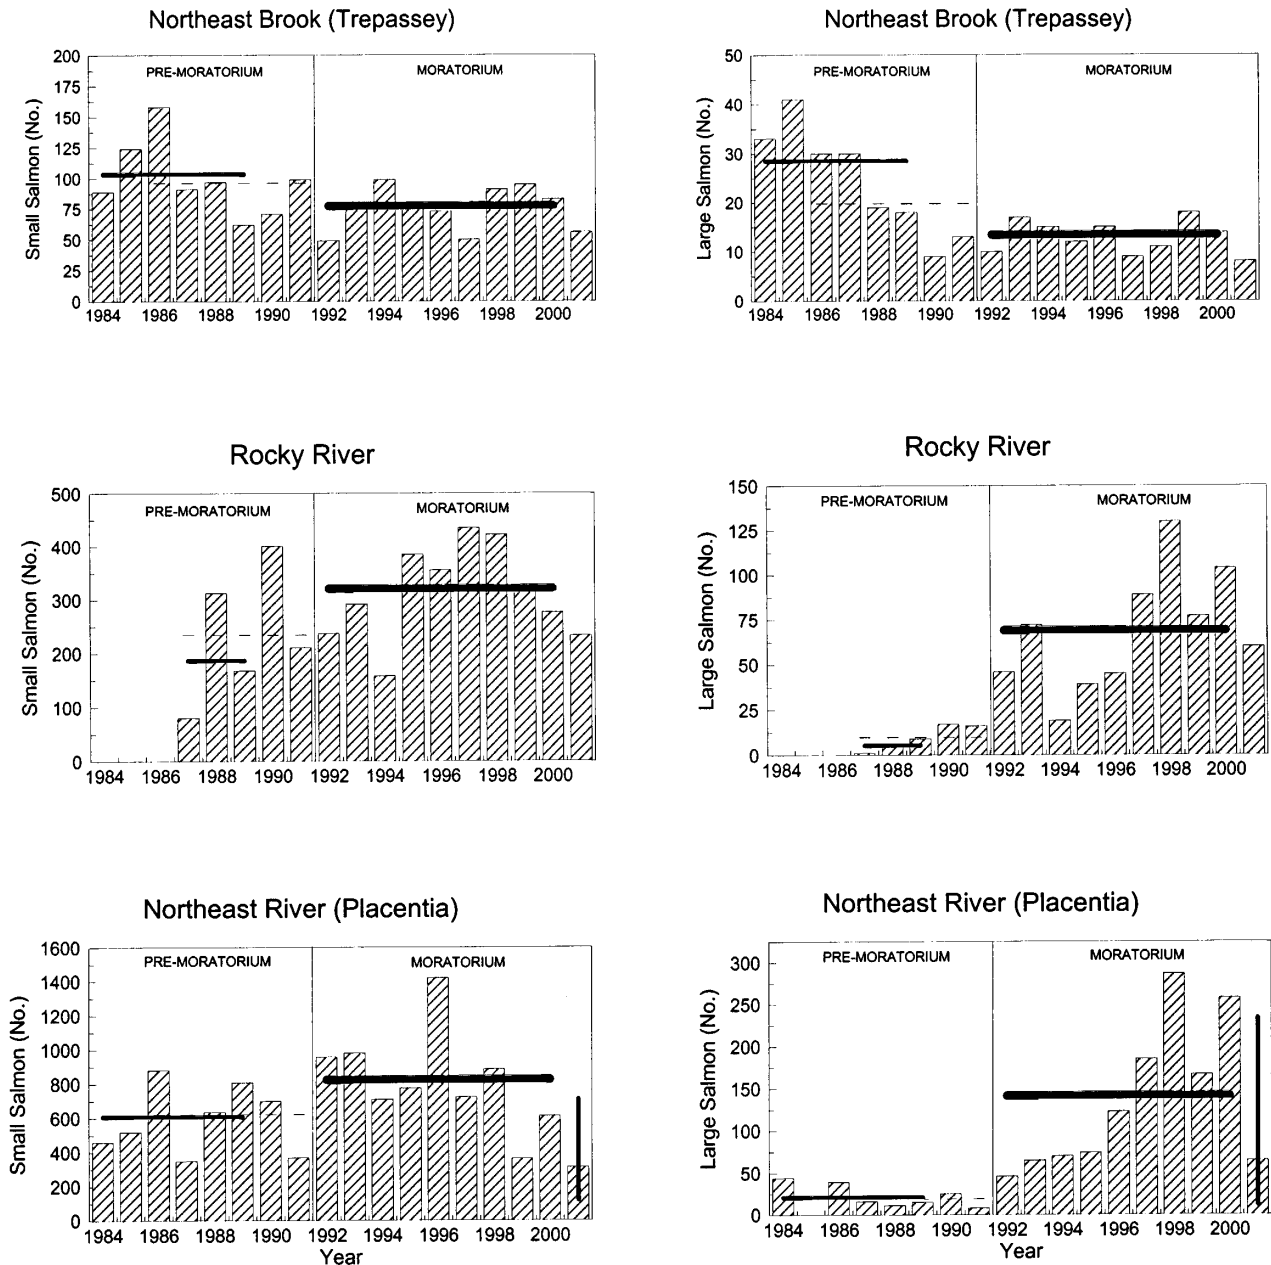 Northeast Brook (Trepassey)
Small Salmon (No.)
200
175
150
125
100
75
50
25
0
PRE-MORATORIUM
MORATORIUM
1984 1986 1988 1990 1992 1994 1996 1998 2000
Northeast Brook (Trepassey)
Large Salmon (No.)
50
40
30
20
10
0
PRE-MORATORIUM
MORATORIUM
1984 1986 1988 1990 1992 1994 1996 1998 2000
Rocky River
Small Salmon (No.)
500
400
300
200
100
0
PRE-MORATORIUM
MORATORIUM
1984 1986 1988 1990 1992 1994 1996 1998 2000
Rocky River
Large Salmon (No.)
150
125
100
75
50
25
0
PRE-MORATORIUM
MORATORIUM
1984 1986 1988 1990 1992 1994 1996 1998 2000
Northeast River (Placentia)
Small Salmon (No.)
1600
1400
1200
1000
800
600
400
200
0
PRE-MORATORIUM
MORATORIUM
1984 1986 1988 1990 1992 1994 1996 1998 2000
Year
Northeast River (Placentia)
Large Salmon (No.)
300
250
200
150
100
50
0
PRE-MORATORIUM
MORATORIUM
1984 1986 1988 1990 1992 1994 1996 1998 2000
Year